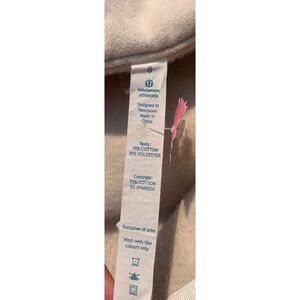 8
lululemon
athletica
Designed in
Vancouver
Made in
China
Body:
70% COTTON
30% POLYESTER
Contrast:
95% COTTON
5% SPANDEX
Exclusive of trim
Wash with like
colours only